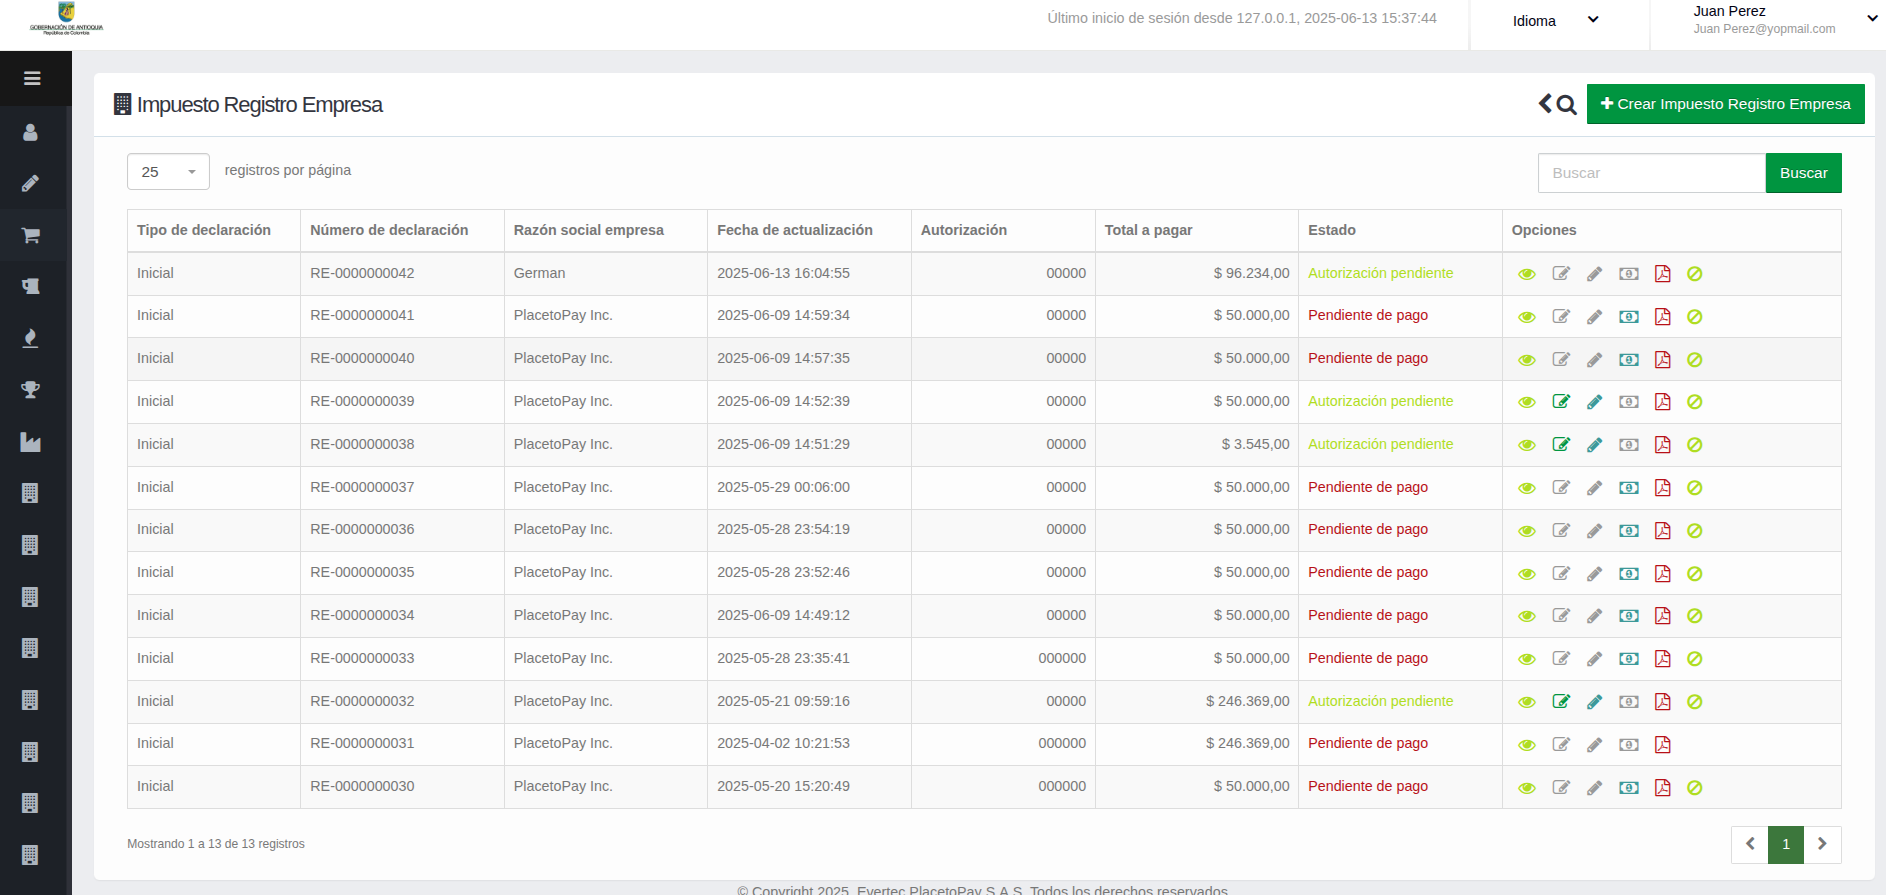 GOBERNACIÓN DE ANTIOQUIA
República de Colombia
Último inicio de sesión desde 127.0.0.1, 2025-06-13 15:37:44
Idioma
Juan Perez
Juan Perez@yopmail.com
Impuesto Registro Empresa
Crear Impuesto Registro Empresa
25 registros por página
Buscar Buscar
Tipo de declaración Número de declaración Razón social empresa Fecha de actualización Autorización Total a pagar Estado Opciones
Inicial RE-0000000042 German 2025-06-13 16:04:55 00000 $ 96.234,00 Autorización pendiente
Inicial RE-0000000041 PlacetoPay Inc. 2025-06-09 14:59:34 00000 $ 50.000,00 Pendiente de pago
Inicial RE-0000000040 PlacetoPay Inc. 2025-06-09 14:57:35 00000 $ 50.000,00 Pendiente de pago
Inicial RE-0000000039 PlacetoPay Inc. 2025-06-09 14:52:39 00000 $ 50.000,00 Autorización pendiente
Inicial RE-0000000038 PlacetoPay Inc. 2025-06-09 14:51:29 00000 $ 3.545,00 Autorización pendiente
Inicial RE-0000000037 PlacetoPay Inc. 2025-05-29 00:06:00 00000 $ 50.000,00 Pendiente de pago
Inicial RE-0000000036 PlacetoPay Inc. 2025-05-28 23:54:19 00000 $ 50.000,00 Pendiente de pago
Inicial RE-0000000035 PlacetoPay Inc. 2025-05-28 23:52:46 00000 $ 50.000,00 Pendiente de pago
Inicial RE-0000000034 PlacetoPay Inc. 2025-06-09 14:49:12 00000 $ 50.000,00 Pendiente de pago
Inicial RE-0000000033 PlacetoPay Inc. 2025-05-28 23:35:41 000000 $ 50.000,00 Pendiente de pago
Inicial RE-0000000032 PlacetoPay Inc. 2025-05-21 09:59:16 00000 $ 246.369,00 Autorización pendiente
Inicial RE-0000000031 PlacetoPay Inc. 2025-04-02 10:21:53 000000 $ 246.369,00 Pendiente de pago
Inicial RE-0000000030 PlacetoPay Inc. 2025-05-20 15:20:49 000000 $ 50.000,00 Pendiente de pago
Mostrando 1 a 13 de 13 registros
1
© Copyright 2025, Evertec PlacetoPay S.A.S. Todos los derechos reservados